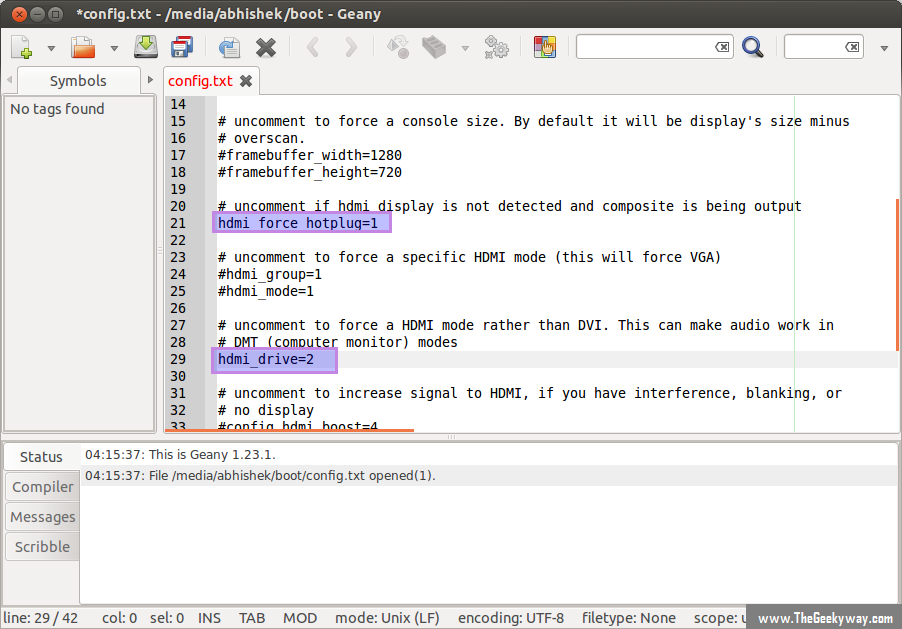 *config.txt - /media/abhishek/boot - Geany
Symbols
config.txt
No tags found
14
15 # uncomment to force a console size. By default it will be display's size minus
16 # overscan.
17 #framebuffer_width=1280
18 #framebuffer_height=720
19
20 # uncomment if hdmi display is not detected and composite is being output
21 hdmi_force_hotplug=1
22
23 # uncomment to force a specific HDMI mode (this will force VGA)
24 #hdmi_group=1
25 #hdmi_mode=1
26
27 # uncomment to force a HDMI mode rather than DVI. This can make audio work in
28 # DMT (computer monitor) modes
29 hdmi_drive=2
30
31 # uncomment to increase signal to HDMI, if you have interference, blanking, or
32 # no display
33 #config_hdmi_boost=4
Status
Compiler
Messages
Scribble
04:15:37: This is Geany 1.23.1.
04:15:37: File /media/abhishek/boot/config.txt opened(1).
line: 29 / 42 col: 0 sel: 0 INS TAB MOD mode: Unix (LF) encoding: UTF-8 filetype: None scope: u
www.TheGeekyway.com